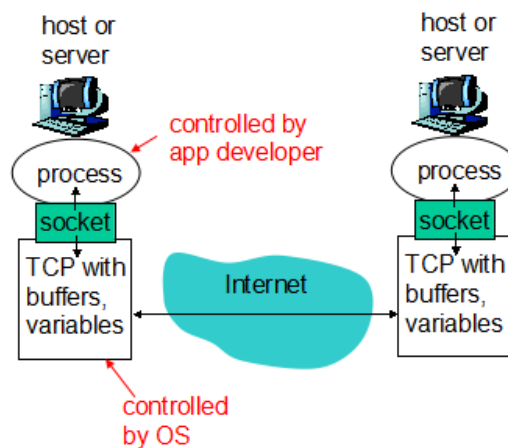 host or
server
controlled by
app developer
process
socket
TCP with
buffers,
variables
controlled
by OS
Internet
host or
server
process
socket
TCP with
buffers,
variables